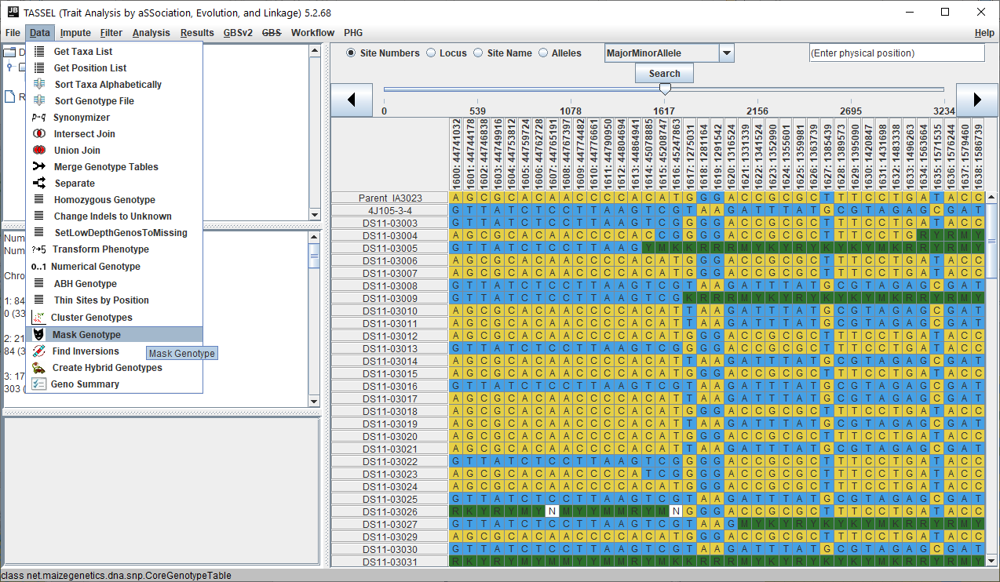 TASSEL (Trait Analysis by aSSociation, Evolution, and Linkage) 5.2.68
File Data Impute Filter Analysis Results GBSv2 GBS Workflow PHG Help
Get Taxa List
Get Position List
Sort Taxa Alphabetically
Sort Genotype File
Synonymizer
Intersect Join
Union Join
Merge Genotype Tables
Separate
Homozygous Genotype
Change Indels to Unknown
SetLowDepthGenosToMissing
Transform Phenotype
0..1 Numerical Genotype
ABH Genotype
Thin Sites by Position
Cluster Genotypes
Mask Genotype
Find Inversions
Mask Genotype
Create Hybrid Genotypes
Geno Summary
D
R
Num
Num
Chro
1: 84
0 (33
2: 21
84 (3
3: 17
303 (
Site Numbers Locus Site Name Alleles MajorMinorAllele (Enter physical position)
Search
0 539 1078 1617 2156 2695 3234
1600: 44741032
1601: 44744178
1602: 44746838
1603: 44749916
1604: 44753812
1605: 44759724
1606: 44762728
1607: 44765191
1608: 44767397
1609: 44774482
1610: 44776661
1611: 44790950
1612: 44804694
1613: 44864941
1614: 45078885
1615: 45208747
1616: 45247863
1617: 1275031
1618: 1281164
1619: 1291542
1620: 1316524
1621: 1331339
1622: 1341524
1623: 1352990
1624: 1355601
1625: 1359981
1626: 1363739
1627: 1385439
1628: 1389573
1629: 1395090
1630: 1420847
1631: 1431698
1632: 1483338
1633: 1496263
1634: 1563664
1635: 1571535
1636: 1576244
1637: 1579460
1638: 1586739
Parent_IA3023 A G C G C A C A A C C C C A C A T G G G A C C G C G C T T T C C T G A T A C C
4J105-3-4 G T T A T C T C C T T A A G T C G T A A G A T T T A T G C G T A G A G C G A T
DS11-03003 G T T A T C T C C T T A A G T C G G G G A C C G C G C T T T C C T G A T A C C
DS11-03004 A G C G C A C A A C C C C A C C G G G G A C C G C G C T T T C C T G R Y R M Y
DS11-03005 G T T A T C T C C T T A A G Y M K K R R R M Y K Y R Y K Y K Y M K R R Y R M Y
DS11-03006 A G C G C A C A A C C C C A C A T G G G A C C G C G C T T T C C T G A T A C C
DS11-03007 A G C G C A C A A C C C C A C A T G G G A C C G C G C T T T C C T G A T A C C
DS11-03008 G T T A T C T C C T T A A G T C G T A A G A T T T A T G C G T A G A G C G A T
DS11-03009 G T T A T C T C C T T A A G T C G K R R R M Y K Y R Y K Y K Y M K R R Y R M Y
DS11-03010 A G C G C A C A A C C C C A C A T T A A G A T T T A T G C G T A G A G C G A T
DS11-03011 A G C G C A C A A C C C C A C A T T A A G A T T T A T G C G T A G A G C G A T
DS11-03012 A G C G C A C A A C C C C A C A T G G G A C C G C G C T T T C C T G A T A C C
DS11-03013 G T T A T C T C C T T A A G T C G G G G A C C G C G C T T T C C T G A T A C C
DS11-03014 A G C G C A C A A C C C C A C A T T A A G A T T T A T G C G T A G A G C G A T
DS11-03015 A G C G C A C A A C C C C A C A T G G G A C C G C G C T T T C C T G A T A C C
DS11-03016 G T T A T C T C C T T A A G T C G T A A G A T T T A T G C G T A G A G C G A T
DS11-03017 A G C G C A C A A C C C C A C A T T A A G A T T T A T G C G T A G A G C G A T
DS11-03018 A G C G C A C A A C C C C A C A T G G G A C C G C G C T T T C C T G A T A C C
DS11-03019 A G C G C A C A A C C C C A C A T T A A G A T T T A T G C G T A G A G C G A T
DS11-03020 A G C G C A C A A C C C C A C A T G G G A C C G C G C T T T C C T G A T A C C
DS11-03021 A G C G C A C A A C C C C A C A T T A A G A T T T A T G C G T A G A G C G A T
DS11-03022 G T T A T C T C C T T A A G T C G G G G A C C G C G C T T T C C T G A T A C C
DS11-03023 A G C G C A C A A C C C C A T C G G G G A C C G C G C T T T C C T G A T A C C
DS11-03024 A G C G C A C A A C C C C A C A T G G G A C C G C G C T T T C C T G A T A C C
DS11-03025 G T T A T C T C C T T A A G T C G T A A G A T T T A T G C G T A G A G C G A T
DS11-03026 R K Y R Y M Y N M Y Y M M R Y M N G G G A C C G C G C T T T C C T G A T A C C
DS11-03027 G T T A T C T C C T T A A G T C G T A A G M Y K Y R Y K Y K Y M K R R Y R M Y
DS11-03029 A G C G C A C A A C C C C A C A T G G G A C C G C G C T T T C C T G A T A C C
DS11-03030 G T T A T C T C C T T A A G T C G T A A G A T T T A T G C G T A G A G C G A T
DS11-03031 R K Y R Y M Y M M Y Y M M R Y M K K R R R M Y K Y R Y K Y K Y M K R R Y R M Y
class net.maizegenetics.dna.snp.CoreGenotypeTable